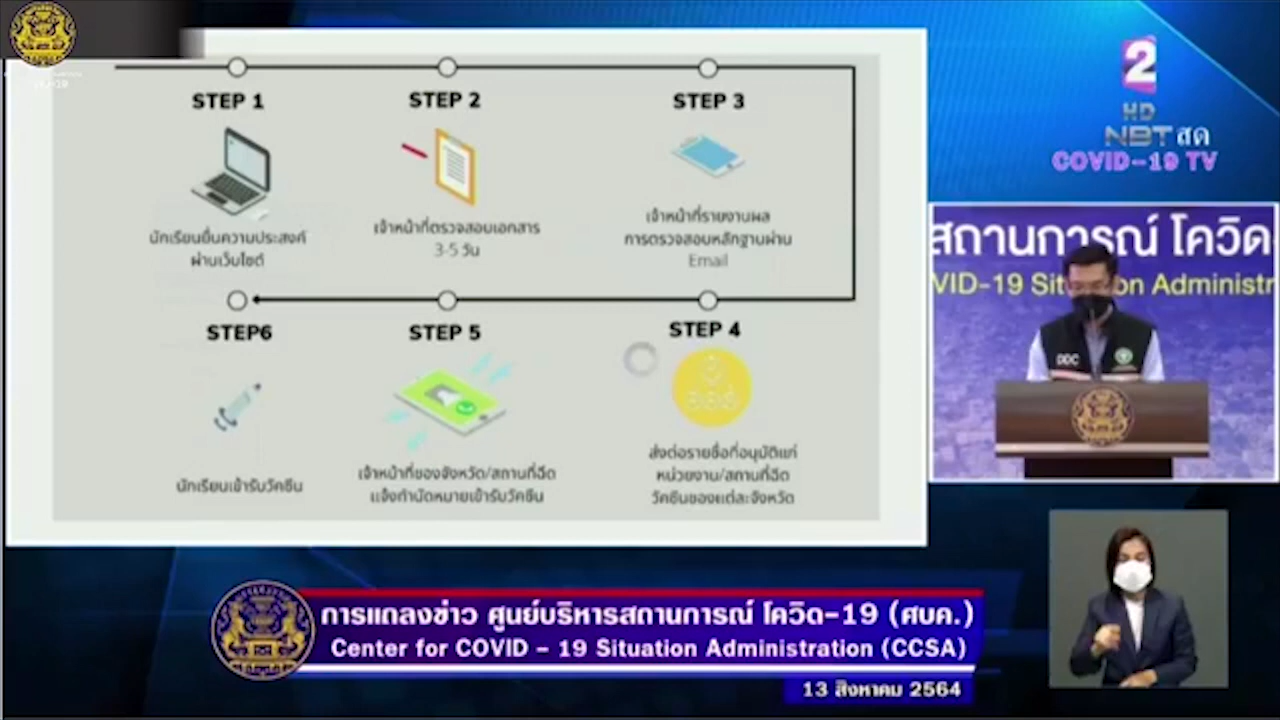 STEP 1
STEP 2
STEP 3
นักเรียนยื่นความประสงค์
ผ่านเว็บไซต์
เจ้าหน้าที่ตรวจสอบเอกสาร
3-5 วัน
เจ้าหน้าที่รายงานผล
การตรวจสอบหลักฐานผ่าน
Email
STEP6
STEP 5
STEP 4
นักเรียนเข้ารับวัคซีน
เจ้าหน้าที่ของจังหวัด/สถานที่ฉีด
แจ้งกำนัดหมายเข้ารับวัคซีน
ส่งต่อรายชื่อที่อนุมัติแก่
หน่วยงาน/สถานที่ฉีด
วัคซีนของแต่ละจังหวัด
2
HD
NBT สด
COVID-19 TV
สถานการณ์ โควิด-
VID-19 Situation Administr
DDC
การแถลงข่าว ศูนย์บริหารสถานการณ์ โควิด-19 (ศบค.)
Center for COVID - 19 Situation Administration (CCSA)
13 สิงหาคม 2564